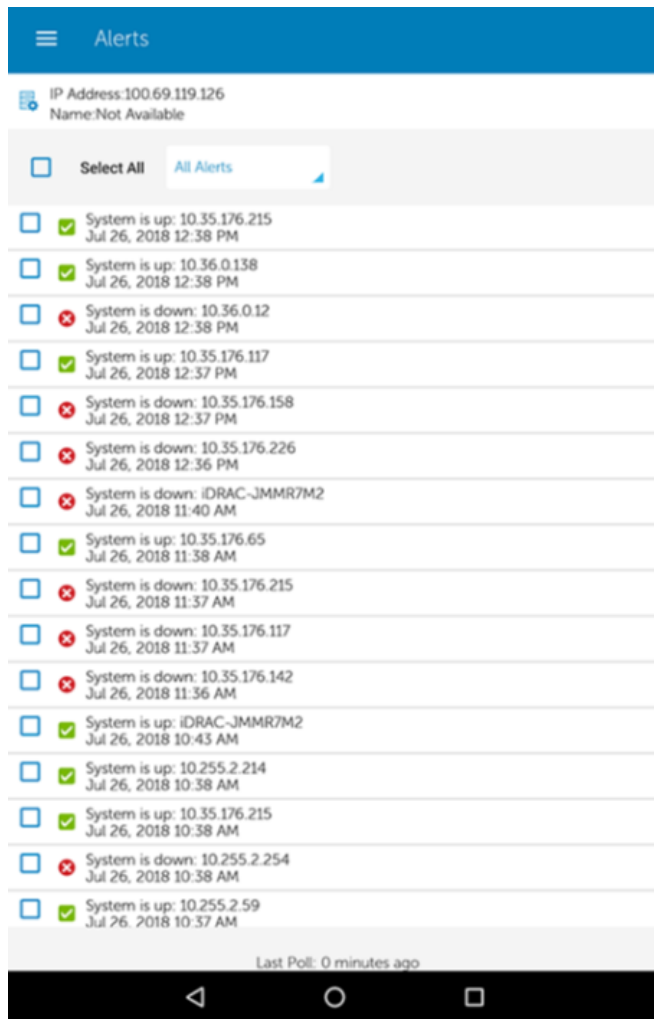 Alerts
IP Address:100.69.119.126
Name:Not Available
Select All All Alerts
System is up: 10.35.176.215
Jul 26, 2018 12:38 PM
System is up: 10.36.0.138
Jul 26, 2018 12:38 PM
System is down: 10.36.0.12
Jul 26, 2018 12:38 PM
System is up: 10.35.176.117
Jul 26, 2018 12:37 PM
System is down: 10.35.176.158
Jul 26, 2018 12:37 PM
System is down: 10.35.176.226
Jul 26, 2018 12:36 PM
System is down: iDRAC-JMMR7M2
Jul 26, 2018 11:40 AM
System is up: 10.35.176.65
Jul 26, 2018 11:38 AM
System is down: 10.35.176.215
Jul 26, 2018 11:37 AM
System is down: 10.35.176.117
Jul 26, 2018 11:37 AM
System is down: 10.35.176.142
Jul 26, 2018 11:36 AM
System is up: iDRAC-JMMR7M2
Jul 26, 2018 10:43 AM
System is up: 10.255.2.214
Jul 26, 2018 10:38 AM
System is up: 10.35.176.215
Jul 26, 2018 10:38 AM
System is down: 10.255.2.254
Jul 26, 2018 10:38 AM
System is up: 10.255.2.59
Jul 26, 2018 10:37 AM
Last Poll: 0 minutes ago